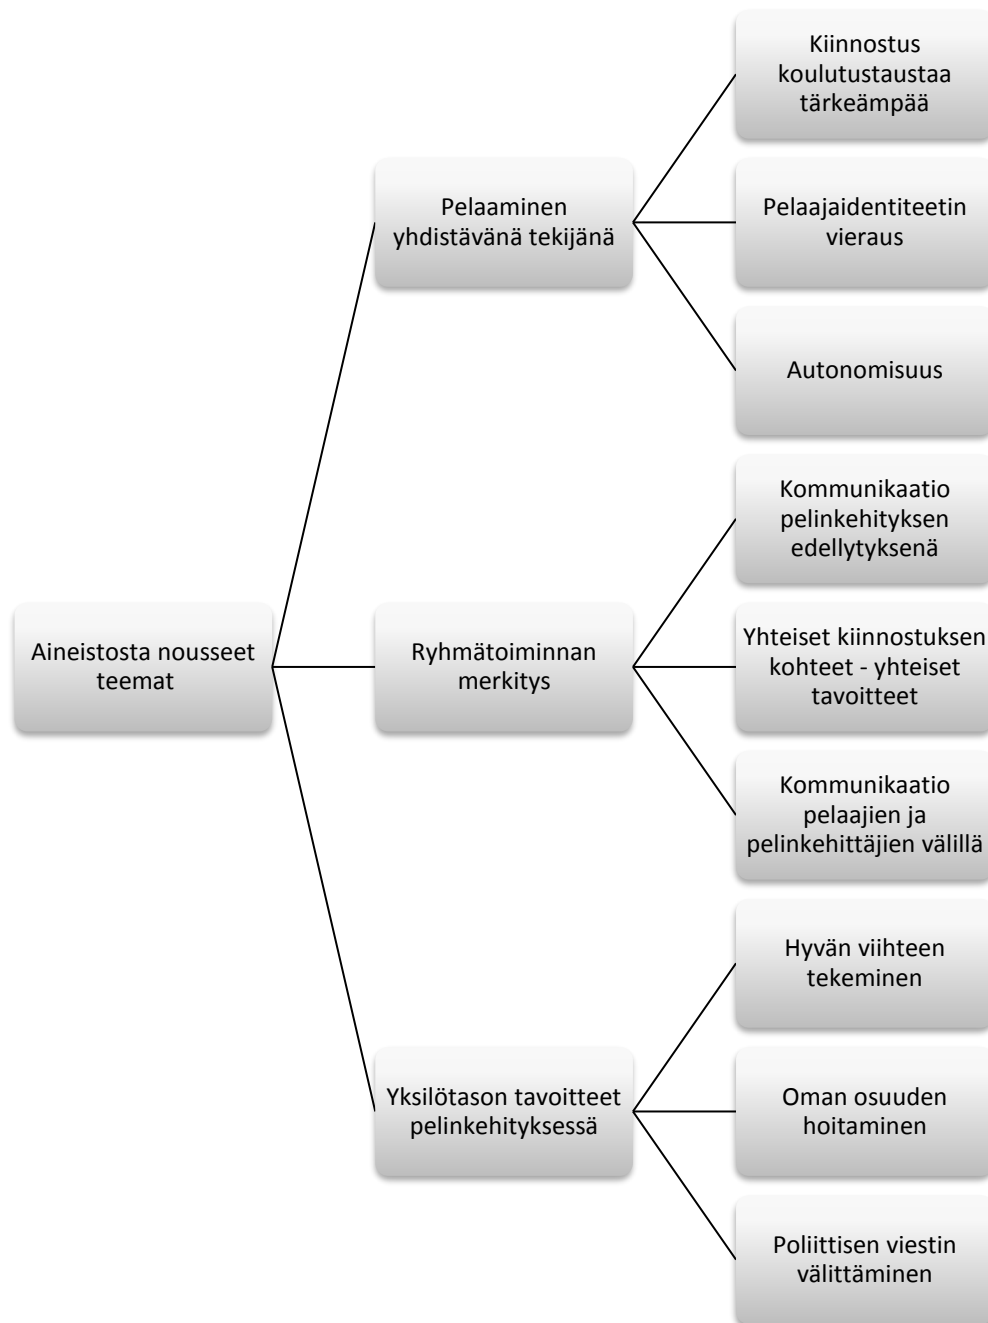 Aineistosta nousseet
teemat
Pelaaminen
yhdistävänä tekijänä
Kiinnostus
koulutustaustaa
tärkeämpää
Pelaajaidentiteetin
vieraus
Autonomisuus
Ryhmätoiminnan
merkitys
Kommunikaatio
pelinkehityksen
edellytyksenä
Yhteiset kiinnostuksen
kohteet - yhteiset
tavoitteet
Kommunikaatio
pelaajien ja
pelinkehittäjien välillä
Yksilötason tavoitteet
pelinkehityksessä
Hyvän viihteen
tekeminen
Oman osuuden
hoitaminen
Poliittisen viestin
välittäminen